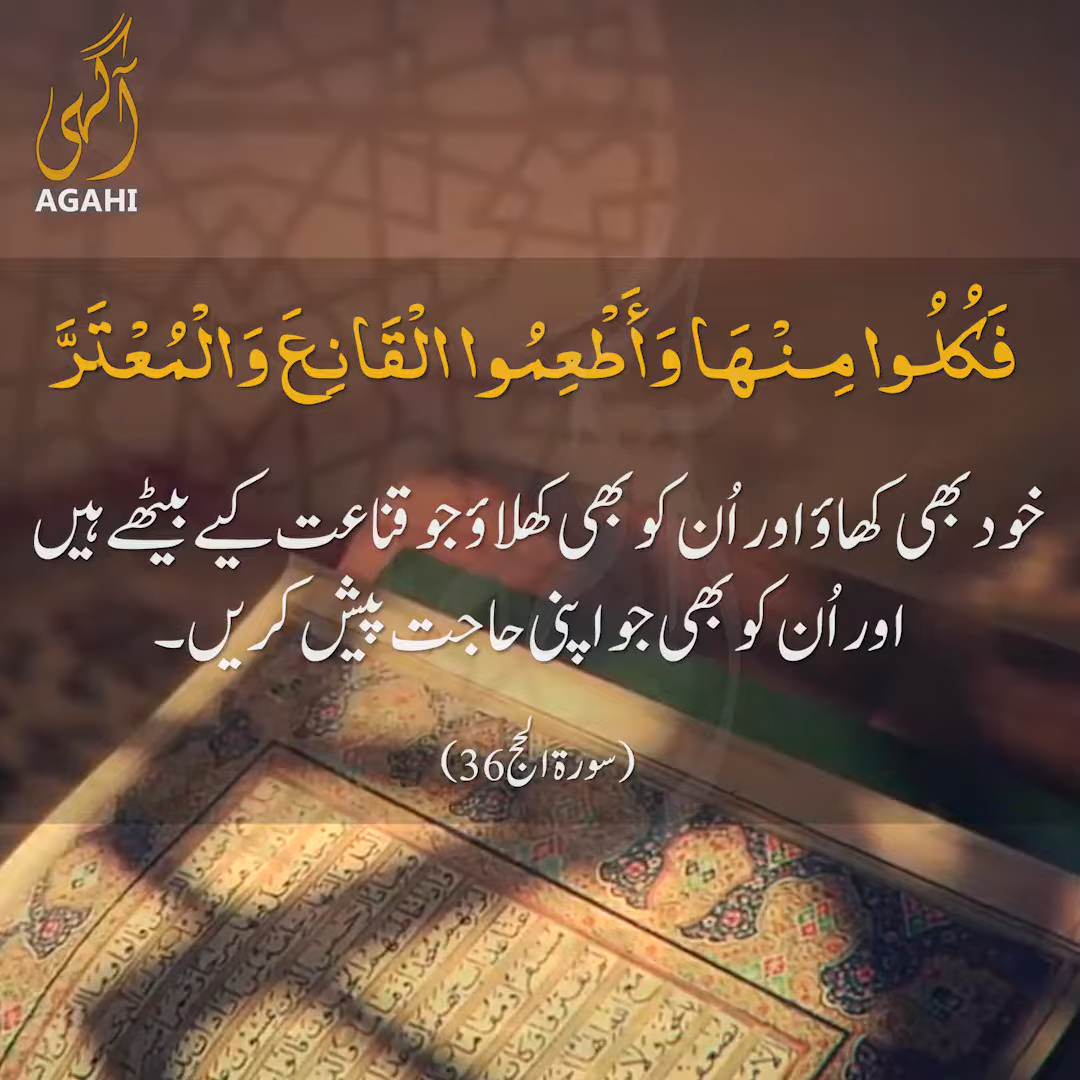 آگہی
AGAHI
فَكُلُوا مِنْهَا وَأَطْعِمُوا الْقَانِعَ وَالْمُعْتَرَّ
خود بھی کھاؤ اور اُن کو بھی کھلاؤ جو قناعت کیے بیٹھے ہیں
اور اُن کو بھی جو اپنی حاجت پیش کریں۔
(سورۃ الحج 36)